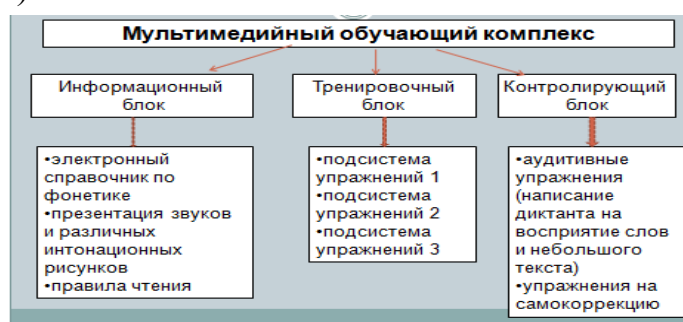 Мультимедийный обучающий комплекс
Информационный
блок
Тренировочный
блок
Контролирующий
блок
•электронный
справочник по
фонетике
•презентация звуков
и различных
интонационных
рисунков
•правила чтения
•подсистема
упражнений 1
•подсистема
упражнений 2
•подсистема
упражнений 3
•аудитивные
упражнения
(написание
диктанта на
восприятие слов
и небольшого
текста)
•упражнения на
самокоррекцию